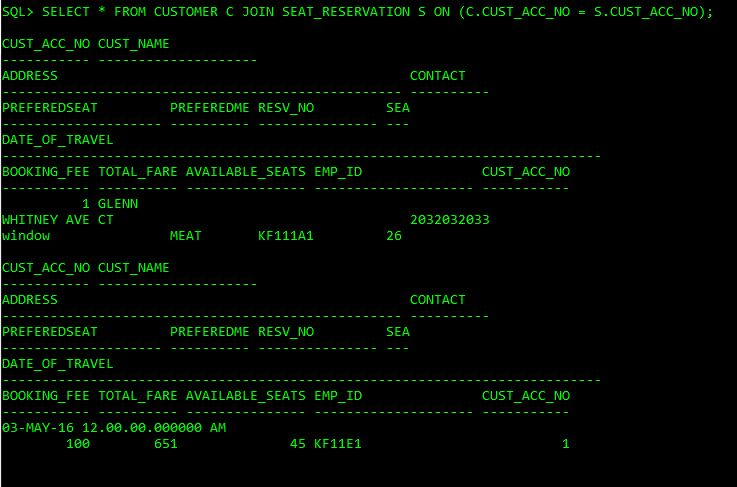 SQL> SELECT * FROM CUSTOMER C JOIN SEAT_RESERVATION S ON (C.CUST_ACC_NO = S.CUST_ACC_NO);
CUST_ACC_NO CUST_NAME
----------- --------------------
ADDRESS                                            CONTACT
-------------------------------------------------- ----------
PREFEREDSEAT         PREFEREDME RESV_NO         SEA
-------------------- ---------- --------------- ---
DATE_OF_TRAVEL
---------------------------------------------------------------------------
BOOKING_FEE TOTAL_FARE AVAILABLE_SEATS EMP_ID               CUST_ACC_NO
----------- ---------- --------------- -------------------- -----------
          1 GLENN
WHITNEY AVE CT                                     2032032033
window               MEAT       KF111A1         26
CUST_ACC_NO CUST_NAME
----------- --------------------
ADDRESS                                            CONTACT
-------------------------------------------------- ----------
PREFEREDSEAT         PREFEREDME RESV_NO         SEA
-------------------- ---------- --------------- ---
DATE_OF_TRAVEL
---------------------------------------------------------------------------
BOOKING_FEE TOTAL_FARE AVAILABLE_SEATS EMP_ID               CUST_ACC_NO
----------- ---------- --------------- -------------------- -----------
03-MAY-16 12.00.00.000000 AM
        100        651              45 KF11E1                         1